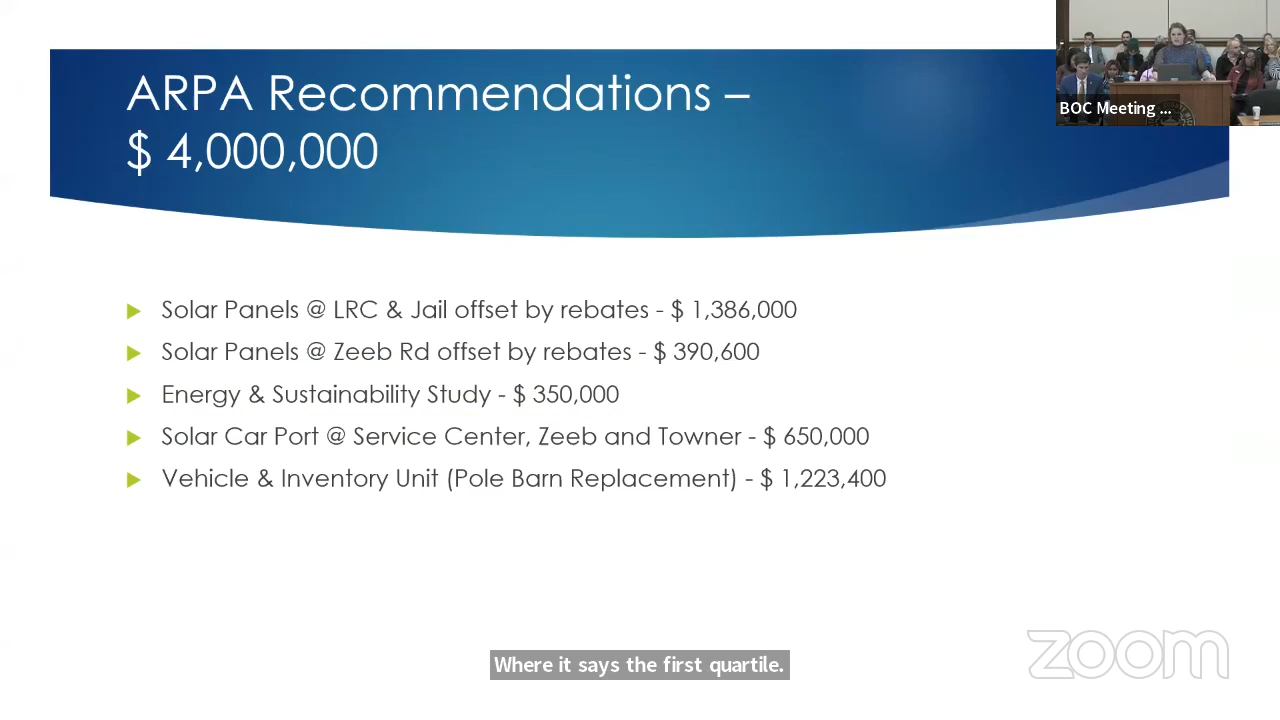 ARPA Recommendations –
$ 4,000,000
BOC Meeting ...
Solar Panels @ LRC & Jail offset by rebates - $ 1,386,000
Solar Panels @ Zeeb Rd offset by rebates - $ 390,600
Energy & Sustainability Study - $ 350,000
Solar Car Port @ Service Center, Zeeb and Towner - $ 650,000
Vehicle & Inventory Unit (Pole Barn Replacement) - $ 1,223,400
Where it says the first quartile.
zoom